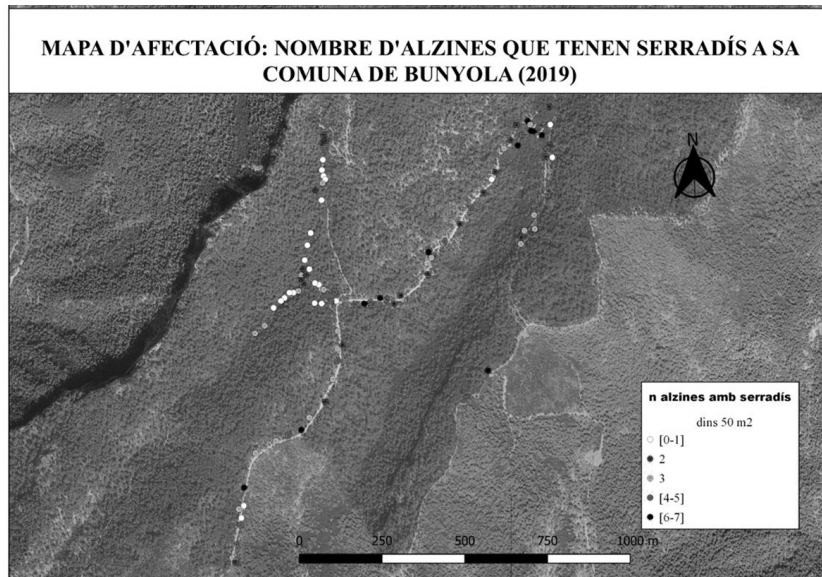 MAPA D'AFECTACIÓ: NOMBRE D'ALZINES QUE TENEN SERRADÍS A SA
COMUNA DE BUNYOLA (2019)
N
n alzines amb serradís
dins 50 m2
[0-1]
2
3
[4-5]
[6-7]
0 250 500 750 1000 m